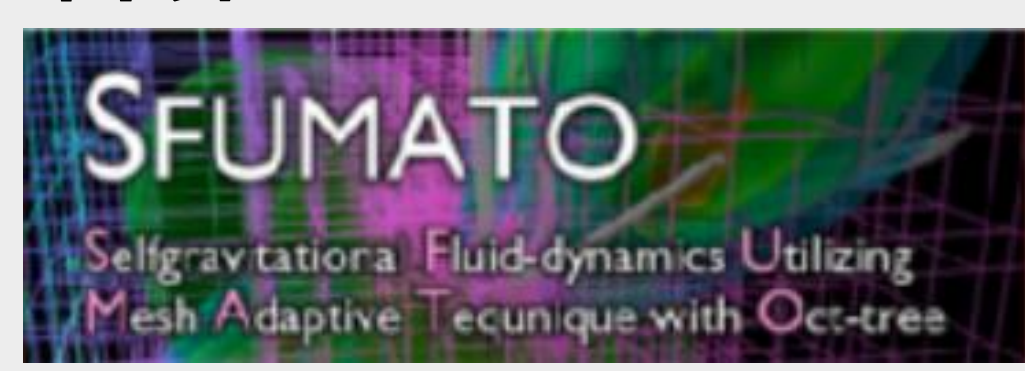 SFUMATO
Selfgravitational Fluid-dynamics Utilizing
Mesh Adaptive Tecunique with Oct-tree